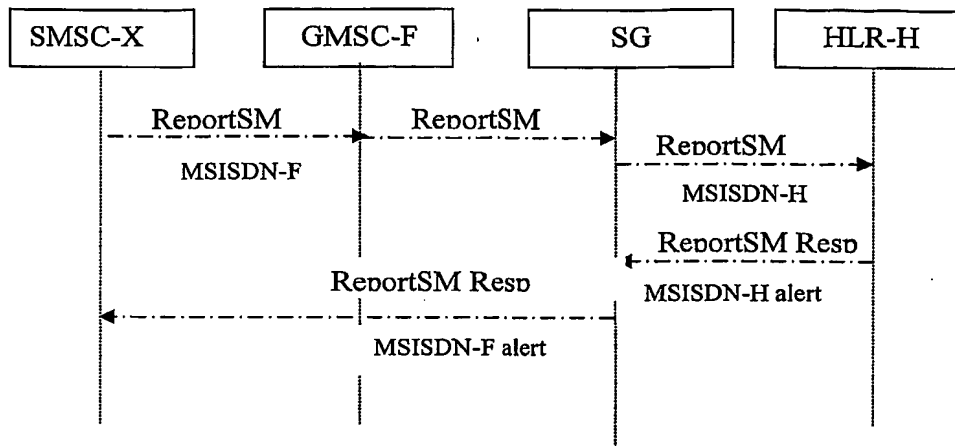 SMSC-X GMSC-F SG HLR-H
ReportSM ReportSM
MSISDN-F
ReportSM
MSISDN-H
ReportSM Resp
MSISDN-H alert
ReportSM Resp
MSISDN-F alert